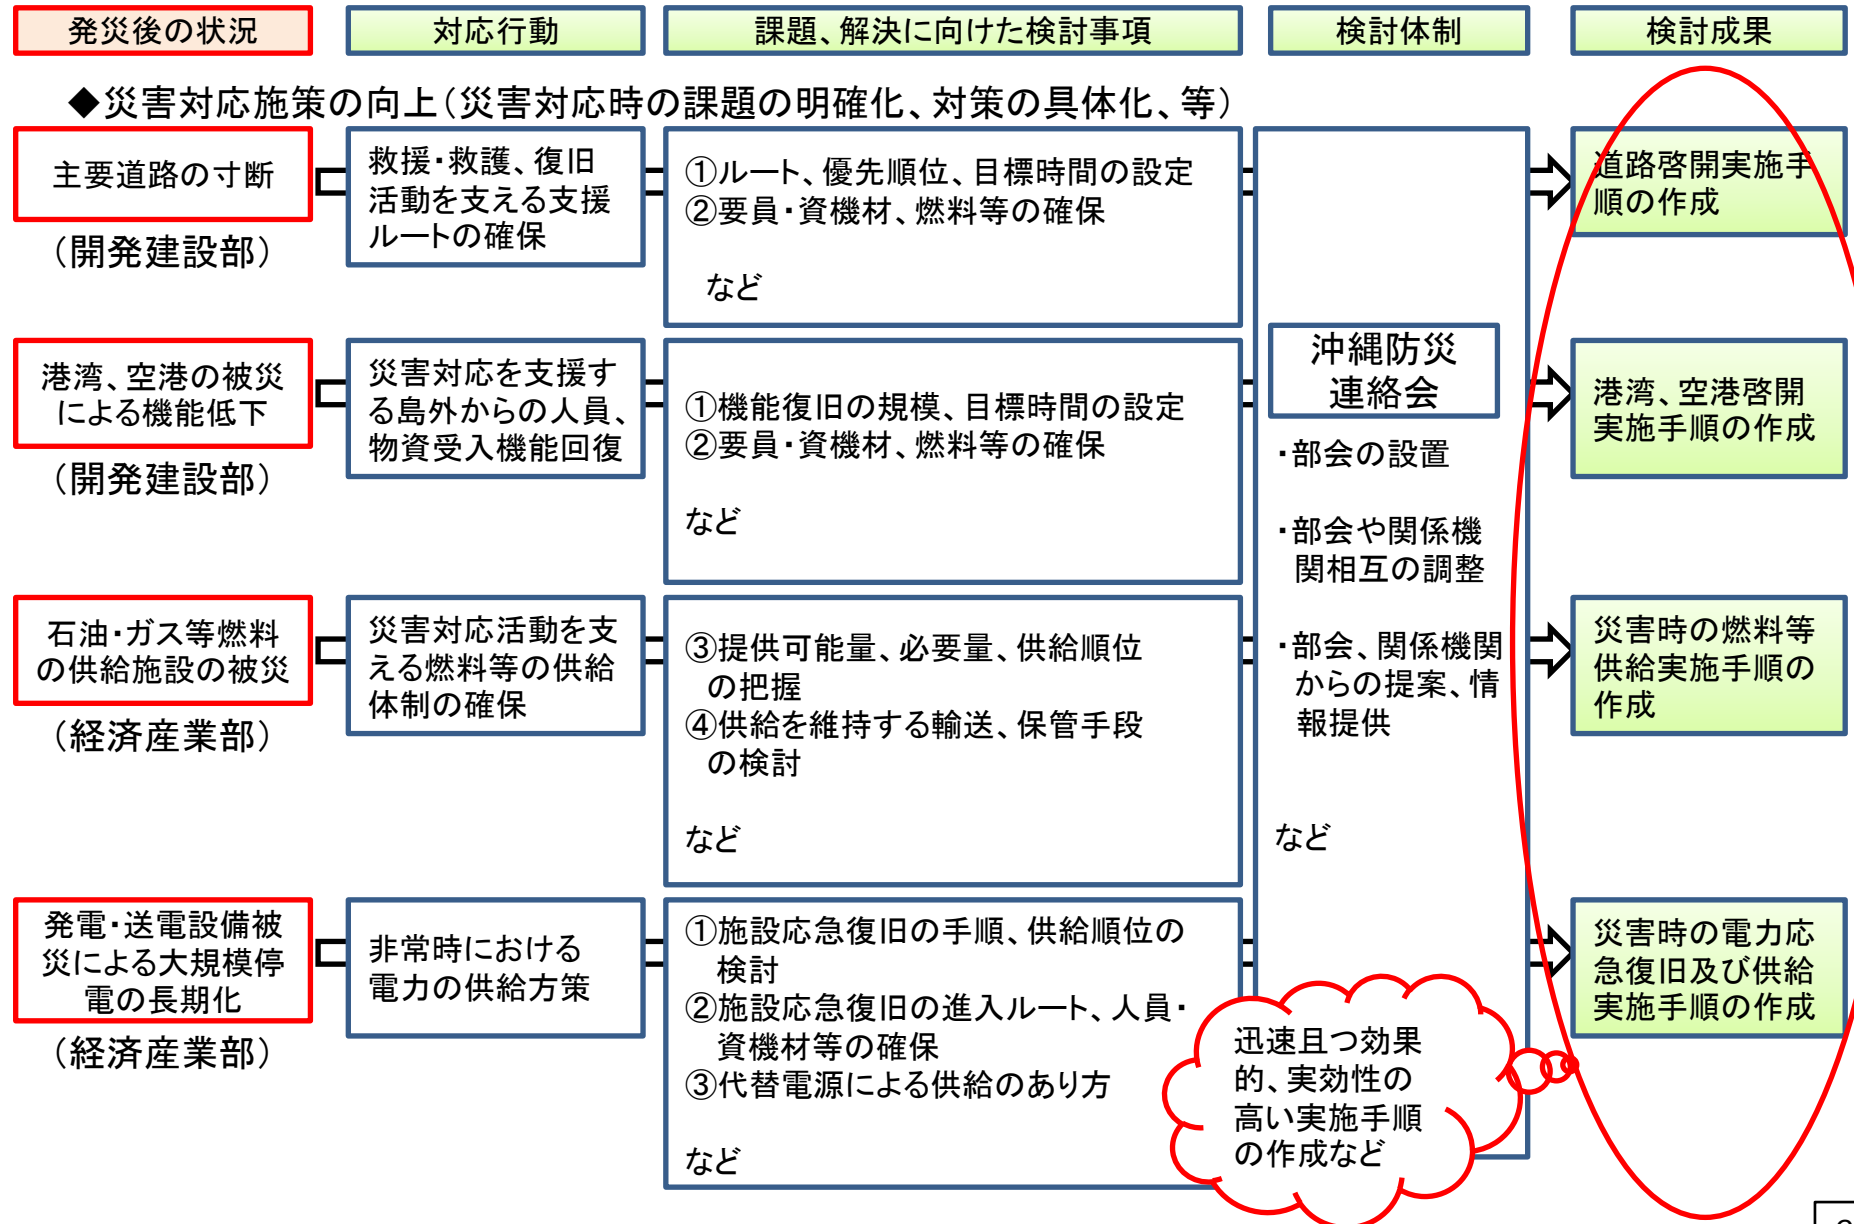 発災後の状況
対応行動
課題、解決に向けた検討事項
検討体制
検討成果
◆災害対応施策の向上(災害対応時の課題の明確化、対策の具体化、等)
主要道路の寸断
(開発建設部)
救援・救護、復旧
活動を支える支援
ルートの確保
①ルート、優先順位、目標時間の設定
②要員・資機材、燃料等の確保
など
道路啓開実施手
順の作成
港湾、空港の被災
による機能低下
(開発建設部)
災害対応を支援す
る島外からの人員、
物資受入機能回復
①機能復旧の規模、目標時間の設定
②要員・資機材、燃料等の確保
など
港湾、空港啓開
実施手順の作成
石油・ガス等燃料
の供給施設の被災
(経済産業部)
災害対応活動を支
える燃料等の供給
体制の確保
③提供可能量、必要量、供給順位
の把握
④供給を維持する輸送、保管手段
の検討
など
災害時の燃料等
供給実施手順の
作成
発電・送電設備被
災による大規模停
電の長期化
(経済産業部)
非常時における
電力の供給方策
①施設応急復旧の手順、供給順位の
検討
②施設応急復旧の進入ルート、人員・
資機材等の確保
③代替電源による供給のあり方
など
災害時の電力応
急復旧及び供給
実施手順の作成
沖縄防災
連絡会
・部会の設置
・部会や関係機
関相互の調整
・部会、関係機関
からの提案、情
報提供
など
迅速且つ効果
的、実効性の
高い実施手順
の作成など